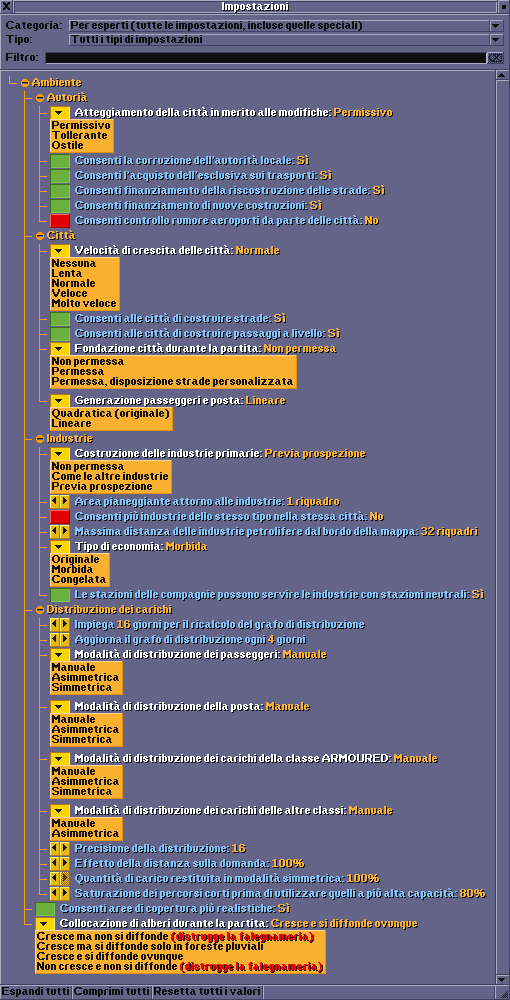 Impostazioni
Categoria: Per esperti (tutte le impostazioni, incluse quelle speciali)
Tipo: Tutti i tipi di impostazioni
Filtro:
Ambiente
Autorià
Atteggiamento della città in merito alle modifiche: Permissivo
Permissivo
Tollerante
Ostile
Consenti la corruzione dell'autorità locale: Sì
Consenti l'acquisto dell'esclusiva sui trasporti: Sì
Consenti finanziamento della riscostruzione delle strade: Sì
Consenti finanziamento di nuove costruzioni: Sì
Consenti controllo rumore aeroporti da parte delle città: No
Città
Velocità di crescita delle città: Normale
Nessuna
Lenta
Normale
Veloce
Molto veloce
Consenti alle città di costruire strade: Sì
Consenti alle città di costruire passaggi a livello: Sì
Fondazione città durante la partita: Non permessa
Non permessa
Permessa
Permessa, disposizione strade personalizzata
Generazione passeggeri e posta: Lineare
Quadratica (originale)
Lineare
Industrie
Costruzione delle industrie primarie: Previa prospezione
Non permessa
Come le altre industrie
Previa prospezione
Area pianeggiante attorno alle industrie: 1 riquadro
Consenti più industrie dello stesso tipo nella stessa città: No
Massima distanza delle industrie petrolifere dal bordo della mappa: 32 riquadri
Tipo di economia: Morbida
Originale
Morbida
Congelata
Le stazioni delle compagnie possono servire le industrie con stazioni neutrali: Sì
Distribuzione dei carichi
Impiega 16 giorni per il ricalcolo del grafo di distribuzione
Aggiorna il grafo di distribuzione ogni 4 giorni
Modalità di distribuzione dei passeggeri: Manuale
Manuale
Asimmetrica
Simmetrica
Modalità di distribuzione della posta: Manuale
Manuale
Asimmetrica
Simmetrica
Modalità di distribuzione dei carichi della classe ARMOURED: Manuale
Manuale
Asimmetrica
Simmetrica
Modalità di distribuzione dei carichi delle altre classi: Manuale
Manuale
Asimmetrica
Precisione della distribuzione: 16
Effetto della distanza sulla domanda: 100%
Quantità di carico restituita in modalità simmetrica: 100%
Saturazione dei percorsi corti prima di utilizzare quelli a più alta capacità: 80%
Consenti aree di copertura più realistiche: Sì
Collocazione di alberi durante la partita: Cresce e si diffonde ovunque
Cresce ma non si diffonde (distrugge la falegnameria)
Cresce ma si diffonde solo in foreste pluviali
Cresce e si diffonde ovunque
Non cresce e non si diffonde (distrugge la falegnameria)
Espandi tutti Comprimi tutti Resetta tutti i valori